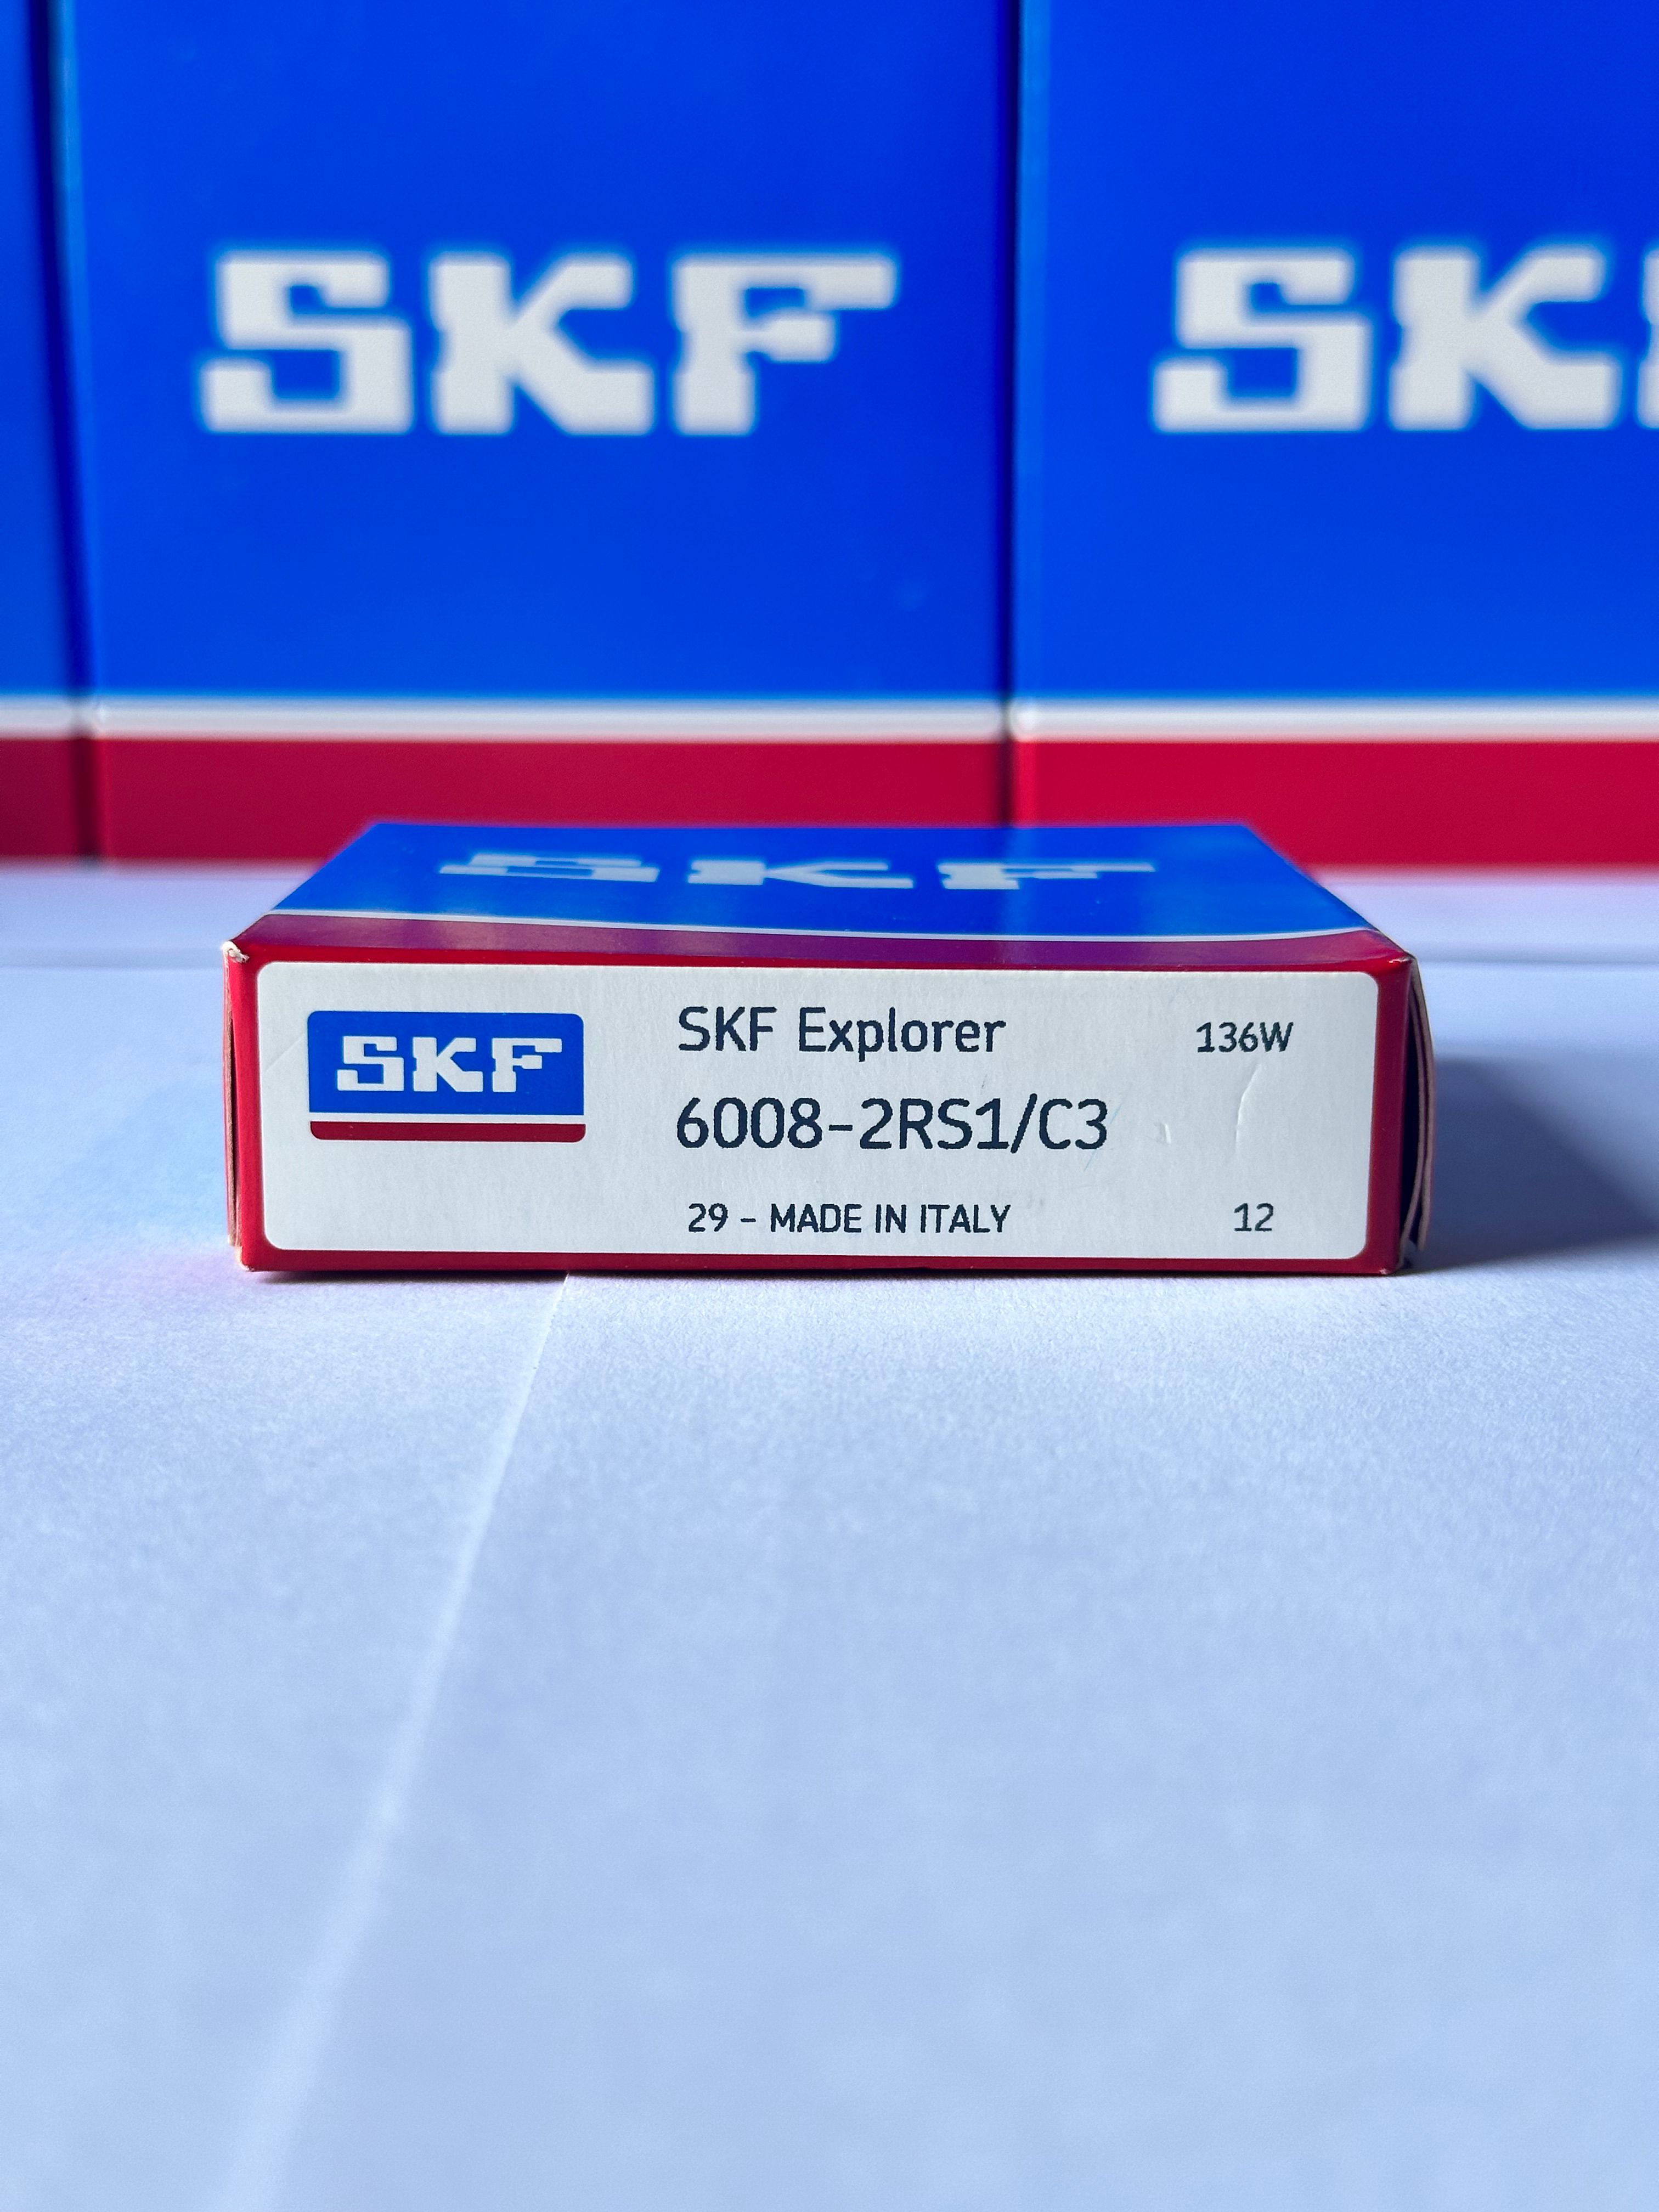 SKF
SKF
SKF
SKF
SKF Explorer
136W
6008-2RS1/C3
29 - MADE IN ITALY
12